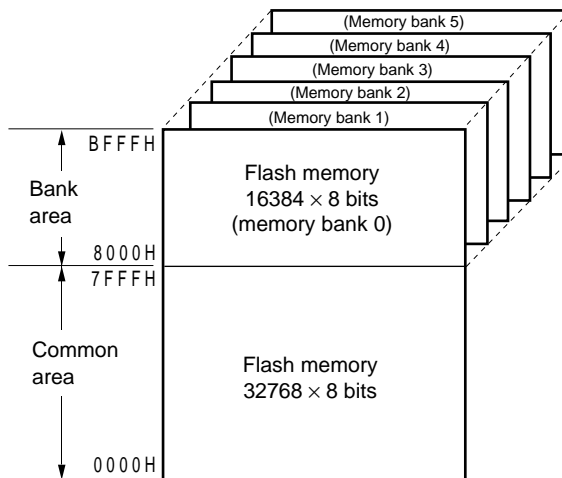 (Memory bank 5)
(Memory bank 4)
(Memory bank 3)
(Memory bank 2)
(Memory bank 1)
BFFFH
Flash memory
16384 × 8 bits
(memory bank 0)
Bank
area
8000H
7FFFH
Common
area
Flash memory
32768 × 8 bits
0000H